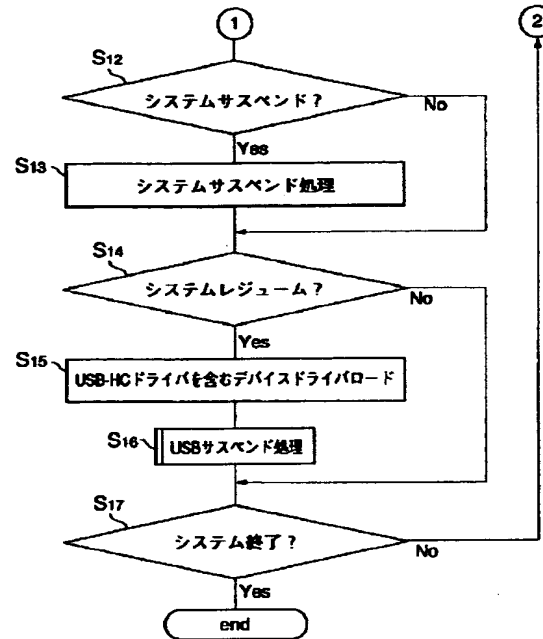 1
2
S12
システムサスペンド?
No
Yes
S13
システムサスペンド処理
S14
システムレジューム?
No
Yes
S15
USB-HCドライバを含むデバイスドライバロード
S16
USBサスペンド処理
S17
システム終了?
No
Yes
end